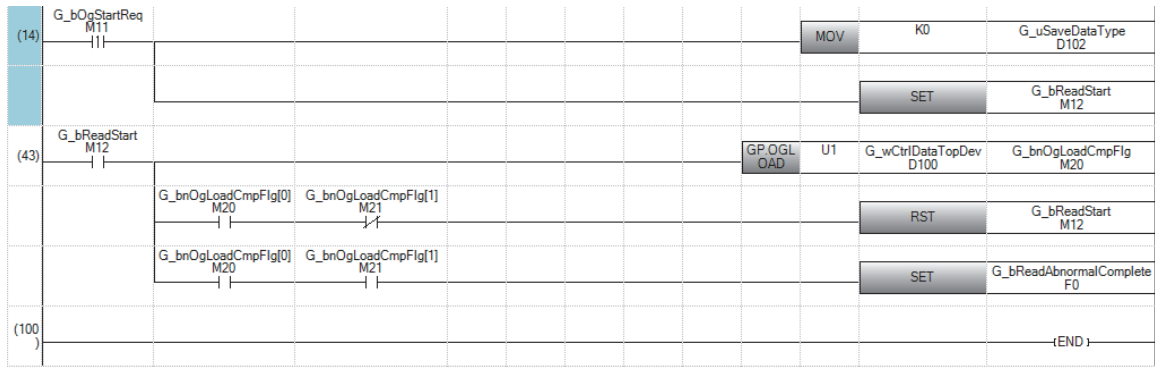 G_bOgStartReq
M11
(14)
MOV K0 G_uSaveDataType
D102
SET G_bReadStart
M12
G_bReadStart
M12
(43)
GP.OGL
OAD
U1 G_wCtrlDataTopDev
D100
G_bnOgLoadCmpFlg
M20
G_bnOgLoadCmpFlg[0] G_bnOgLoadCmpFlg[1]
M20 M21
RST G_bReadStart
M12
G_bnOgLoadCmpFlg[0] G_bnOgLoadCmpFlg[1]
M20 M21
SET G_bReadAbnormalComplete
F0
(100
)
END